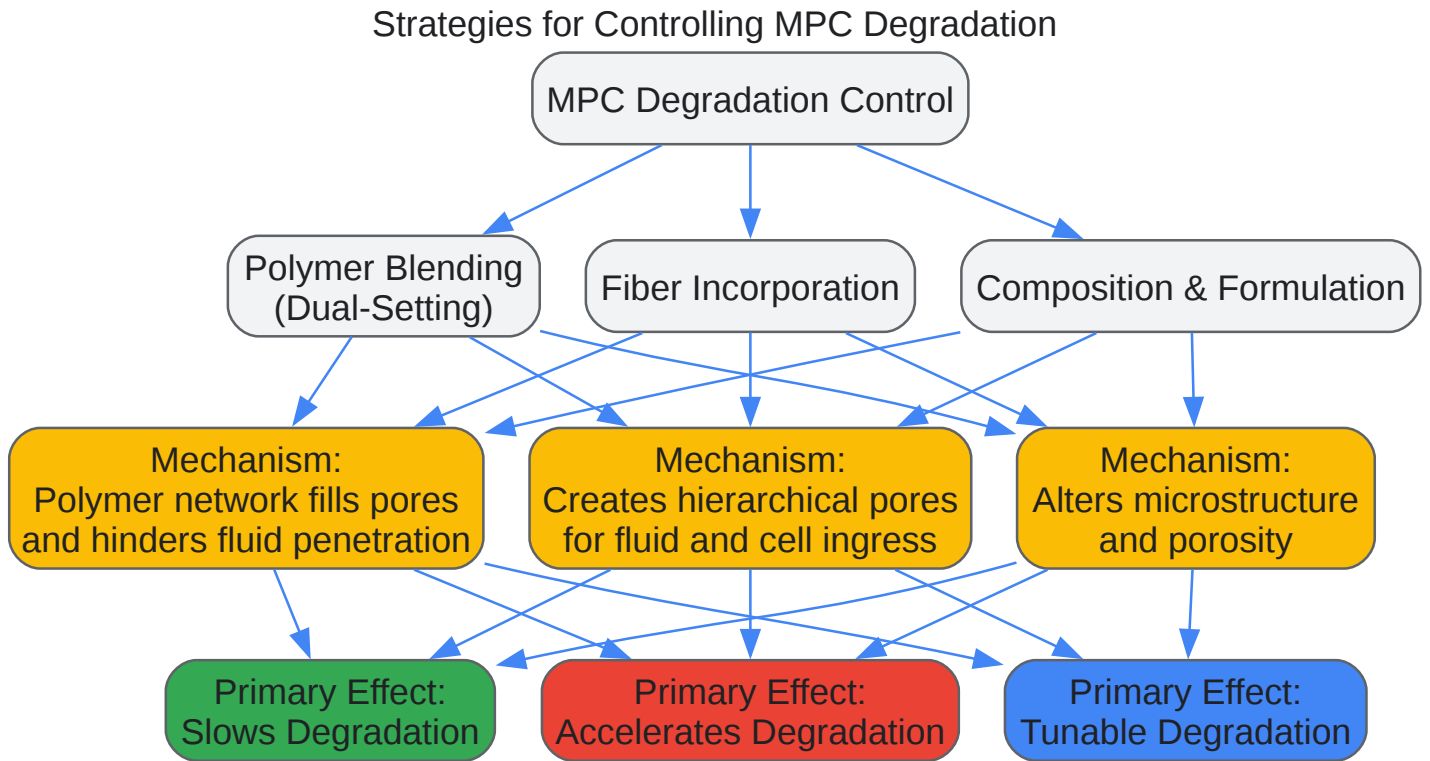 Strategies for Controlling MPC Degradation
MPC Degradation Control
Polymer Blending
(Dual-Setting)
Fiber Incorporation
Composition & Formulation
Mechanism:
Polymer network fills pores
and hinders fluid penetration
Mechanism:
Creates hierarchical pores
for fluid and cell ingress
Mechanism:
Alters microstructure
and porosity
Primary Effect:
Slows Degradation
Primary Effect:
Accelerates Degradation
Primary Effect:
Tunable Degradation